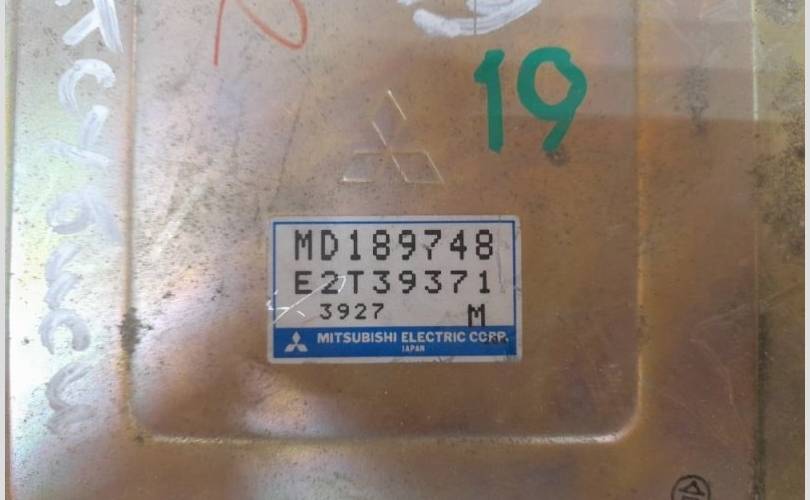 19
MD189748
E2T39371
3927 M
MITSUBISHI ELECTRIC CORP.
JAPAN